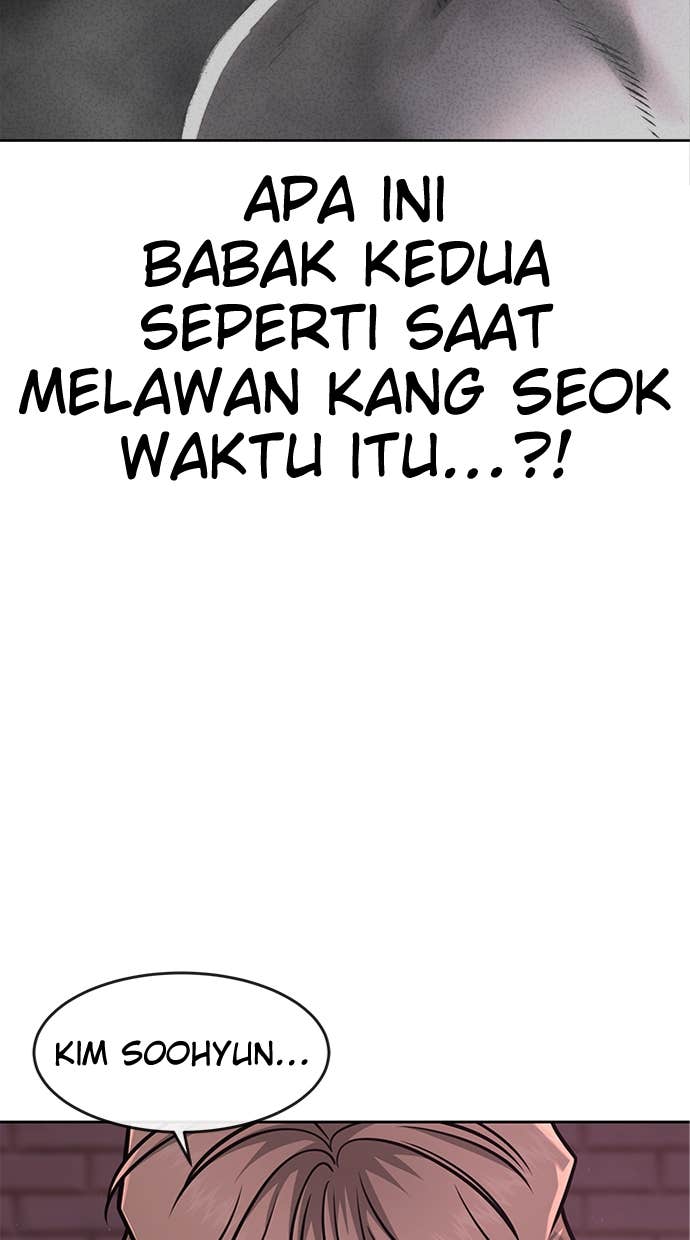 APA INI
BABAK KEDUA
SEPERTI SAAT
MELAWAN KANG SEOK
WAKTU ITU...?!
KIM SOOHYUN...